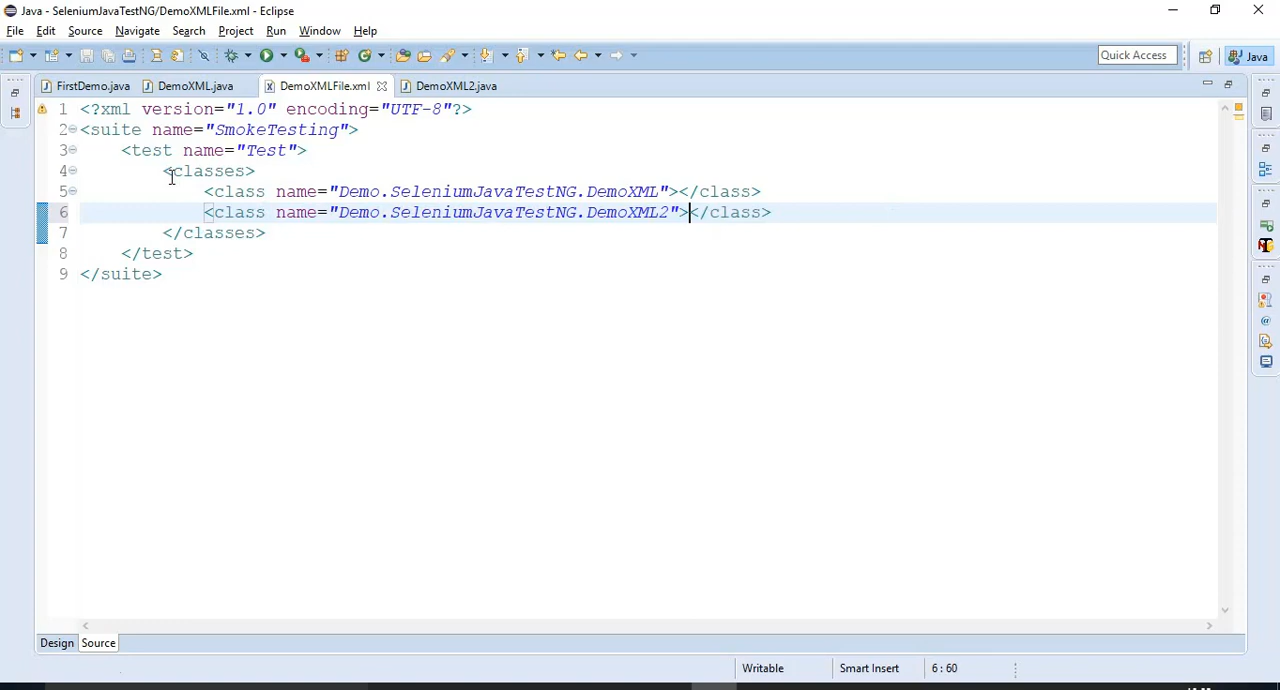 Java - SeleniumJavaTestNG/DemoXMLFile.xml - Eclipse
File Edit Source Navigate Search Project Run Window Help
Quick Access Java
FirstDemo.java DemoXML.java DemoXMLFile.xml DemoXML2.java
1 <?xml version="1.0" encoding="UTF-8"?>
2 <suite name="SmokeTesting">
3 <test name="Test">
4 <classes>
5 <class name="Demo.SeleniumJavaTestNG.DemoXML"></class>
6 <class name="Demo.SeleniumJavaTestNG.DemoXML2"></class>
7 </classes>
8 </test>
9 </suite>
Design Source
Writable Smart Insert 6 : 60